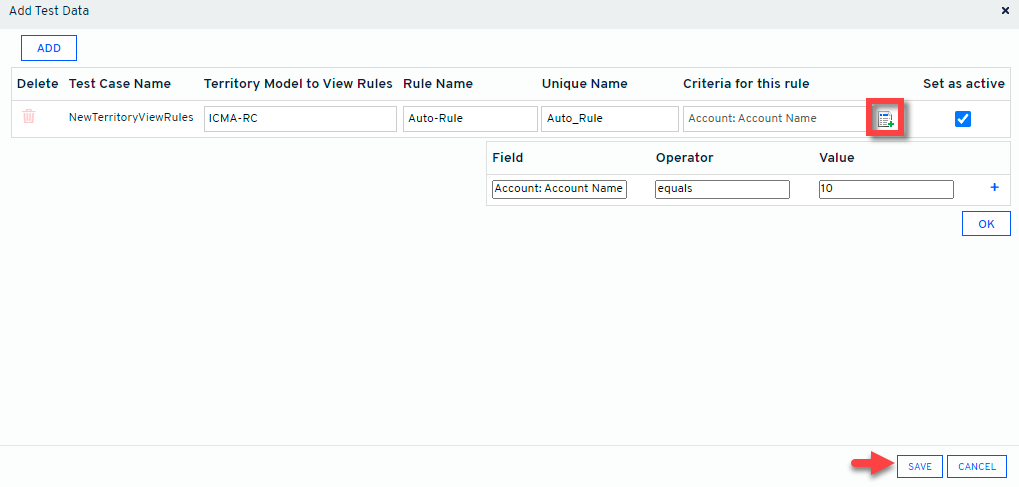 Add Test Data ×
ADD
Delete Test Case Name Territory Model to View Rules Rule Name Unique Name Criteria for this rule Set as active
NewTerritoryViewRules ICMA-RC Auto-Rule Auto_Rule Account: Account Name
Field Operator Value
Account: Account Name equals 10 +
OK
SAVE CANCEL